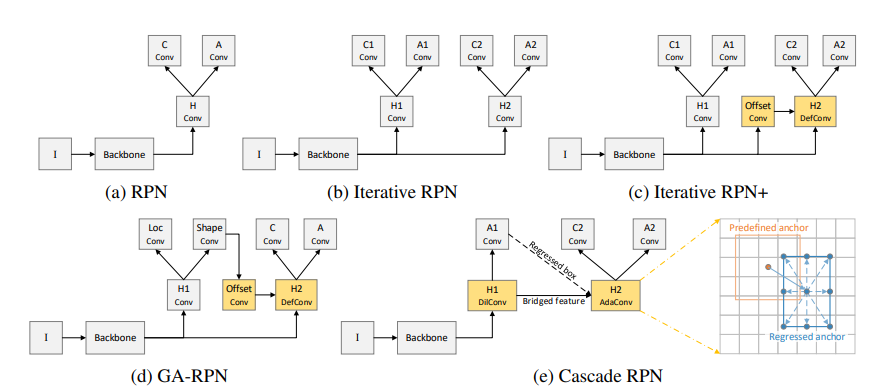 C Conv
A Conv
H Conv
I
Backbone
(a) RPN
C1 Conv
A1 Conv
C2 Conv
A2 Conv
H1 Conv
H2 Conv
I
Backbone
(b) Iterative RPN
C1 Conv
A1 Conv
C2 Conv
A2 Conv
H1 Conv
Offset Conv
H2 DefConv
I
Backbone
(c) Iterative RPN+
Loc Conv
Shape Conv
C Conv
A Conv
H1 Conv
Offset Conv
H2 DefConv
I
Backbone
(d) GA-RPN
A1 Conv
C2 Conv
A2 Conv
Regressed box
H1 DilConv
Bridged feature
H2 AdaConv
I
Backbone
Predefined anchor
Regressed anchor
(e) Cascade RPN